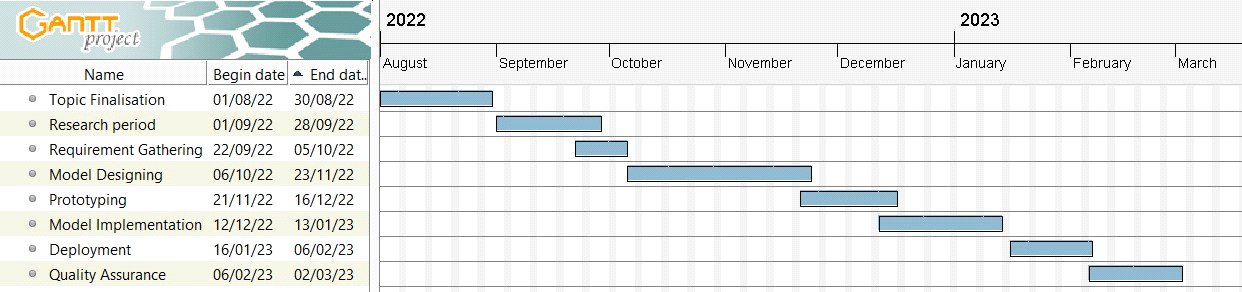 GANTT project
2022 2023
Name Begin date End dat..
August September October November December January February March
Topic Finalisation 01/08/22 30/08/22
Research period 01/09/22 28/09/22
Requirement Gathering 22/09/22 05/10/22
Model Designing 06/10/22 23/11/22
Prototyping 21/11/22 16/12/22
Model Implementation 12/12/22 13/01/23
Deployment 16/01/23 06/02/23
Quality Assurance 06/02/23 02/03/23